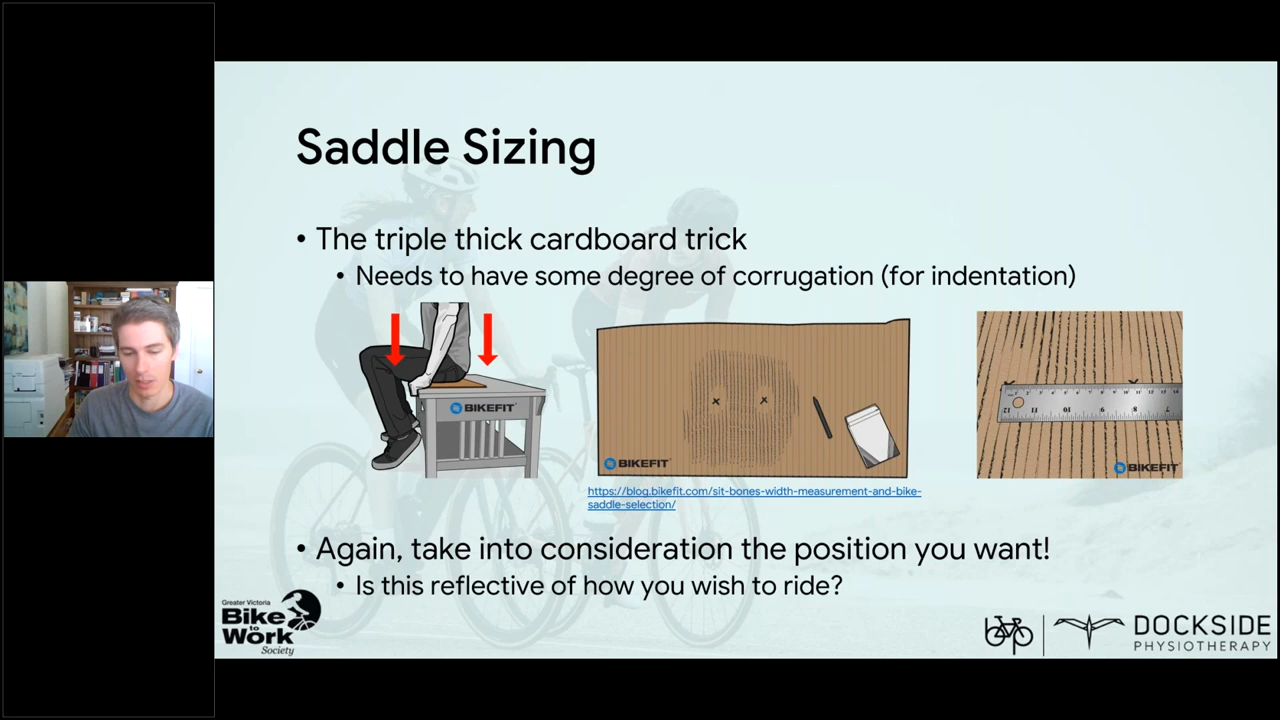 Saddle Sizing
• The triple thick cardboard trick
• Needs to have some degree of corrugation (for indentation)
BIKEFIT
BIKEFIT
BIKEFIT
https://blog.bikefit.com/sit-bones-width-measurement-and-bike-
saddle-selection/
• Again, take into consideration the position you want!
• Is this reflective of how you wish to ride?
Greater Victoria
Bike
to
Work
Society
DOCKSIDE
PHYSIOTHERAPY